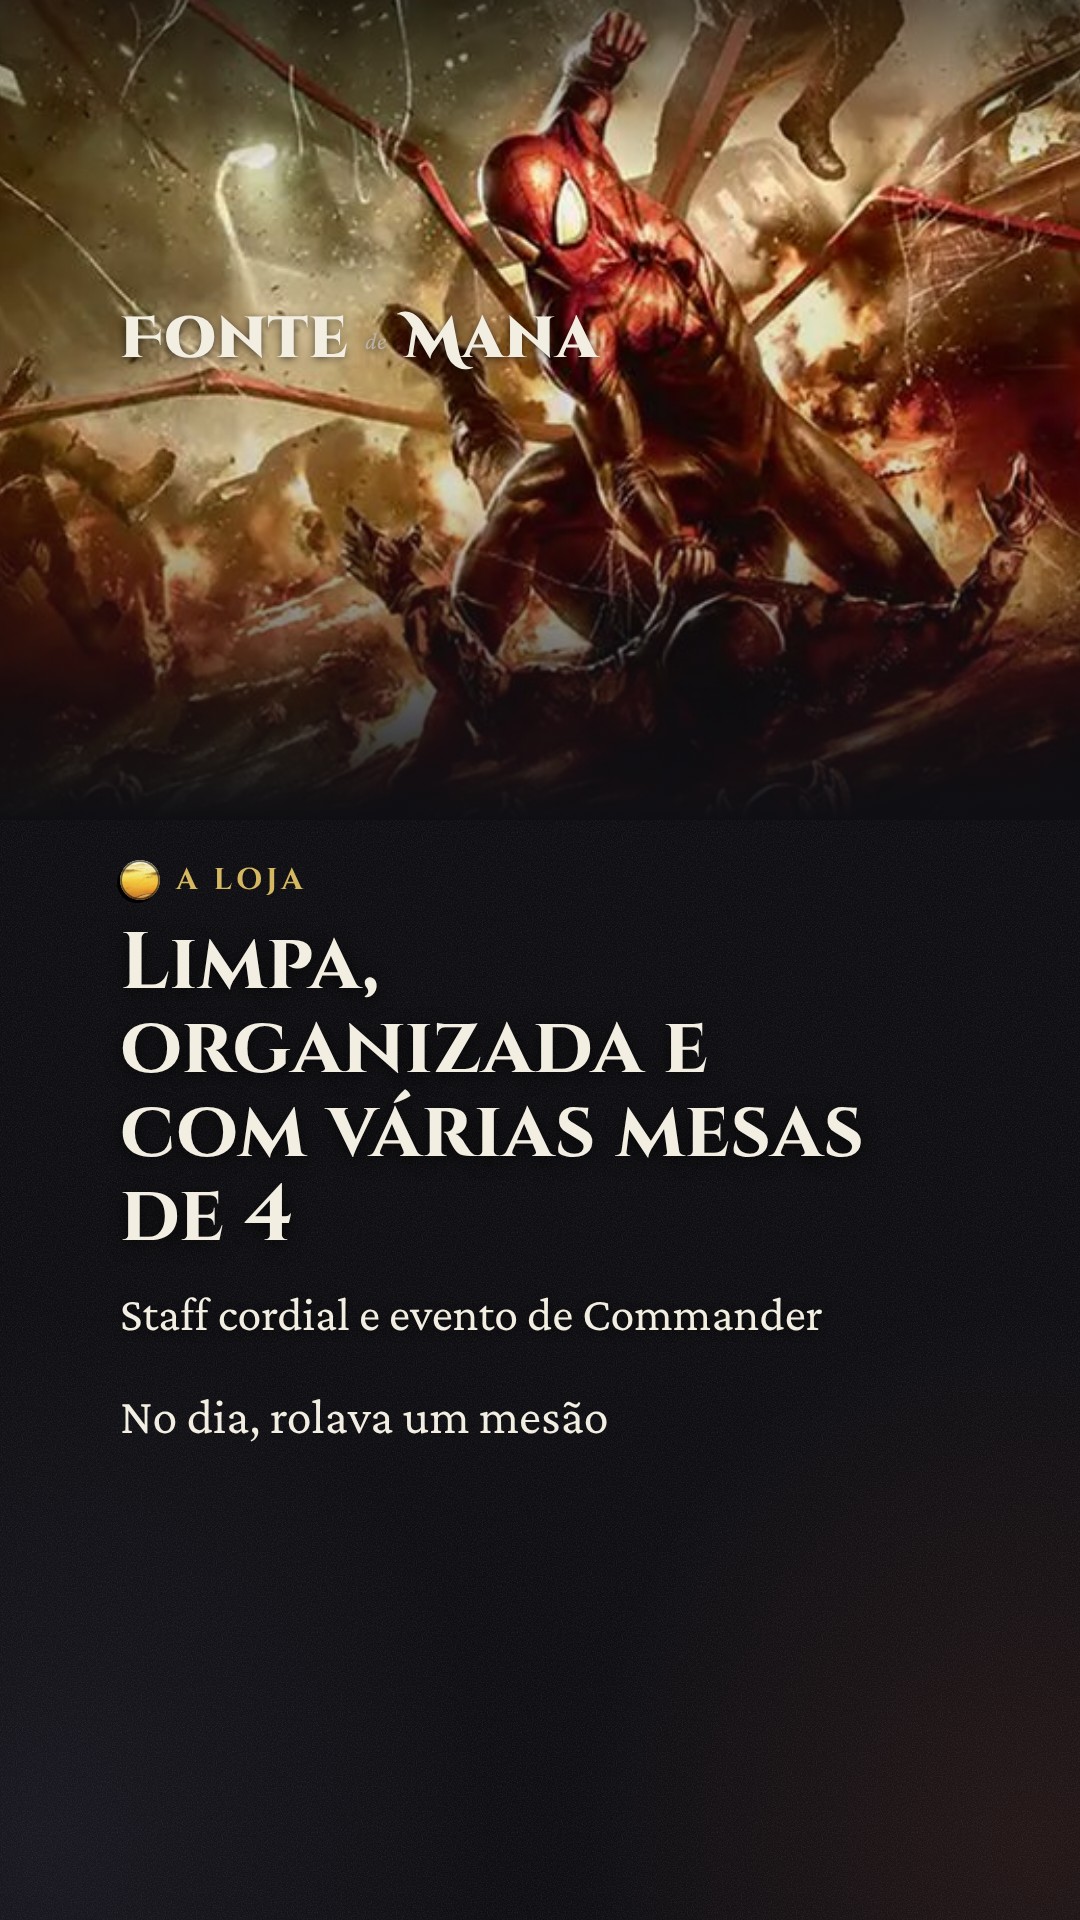 Fonte de Mana
A LOJA
Limpa,
organizada e
com várias mesas
de 4
Staff cordial e evento de Commander
No dia, rolava um mesão